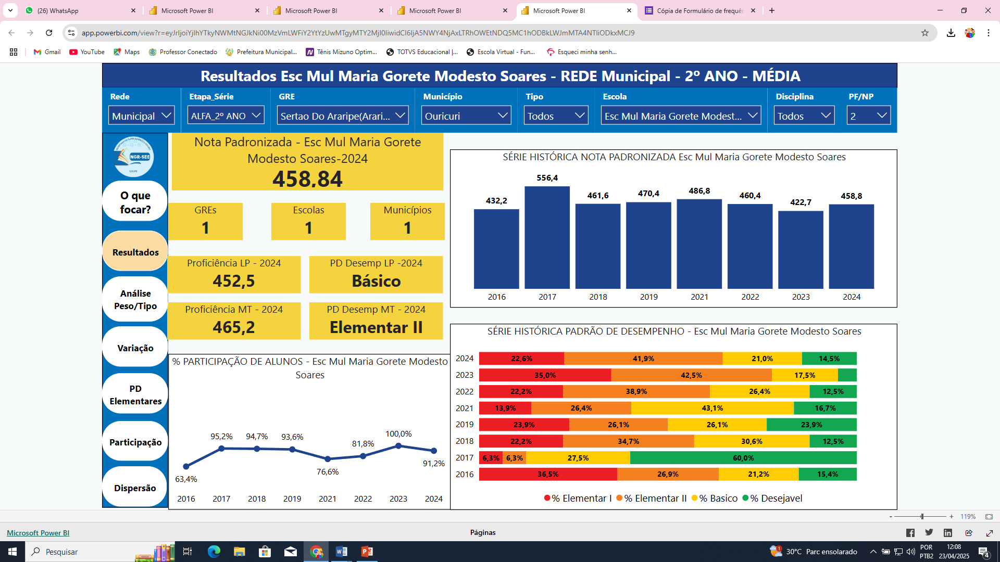 (26) WhatsApp
Microsoft Power BI
Microsoft Power BI
Microsoft Power BI
Microsoft Power BI
Cópia de Formulário de frequên
Gmail
YouTube
Maps
Professor Conectado
Prefeitura Municipal...
Tênis Mizuno Optim...
TOTVS Educacional |...
Escola Virtual - Fun...
Esqueci minha senh...
Resultados Esc Mul Maria Gorete Modesto Soares - REDE Municipal - 2º ANO - MÉDIA
Rede
Etapa_Série
GRE
Município
Tipo
Escola
Disciplina
PF/NP
Municipal
ALFA_2º ANO
Sertao Do Araripe(Arari...
Ouricuri
Todos
Esc Mul Maria Gorete Modest...
Todos
2
NGR-SEE
O que
focar?
Resultados
Análise
Peso/Tipo
Variação
PD
Elementares
Participação
Dispersão
Nota Padronizada - Esc Mul Maria Gorete
Modesto Soares-2024
458,84
GREs
1
Escolas
1
Municípios
1
Proficiência LP - 2024
452,5
PD Desemp LP -2024
Básico
Proficiência MT - 2024
465,2
PD Desemp MT - 2024
Elementar II
% PARTICIPAÇÃO DE ALUNOS - Esc Mul Maria Gorete Modesto
Soares
63,4%
95,2%
94,7%
93,6%
76,6%
81,8%
100,0%
91,2%
2016
2017
2018
2019
2021
2022
2023
2024
SÉRIE HISTÓRICA NOTA PADRONIZADA Esc Mul Maria Gorete Modesto Soares
432,2
556,4
461,6
470,4
486,8
460,4
422,7
458,8
2016
2017
2018
2019
2021
2022
2023
2024
SÉRIE HISTÓRICA PADRÃO DE DESEMPENHO - Esc Mul Maria Gorete Modesto Soares
2024 22,6% 41,9% 21,0% 14,5%
2023 35,0% 42,5% 17,5%
2022 22,2% 38,9% 26,4% 12,5%
2021 13,9% 26,4% 43,1% 16,7%
2019 23,9% 26,1% 26,1% 23,9%
2018 22,2% 34,7% 30,6% 12,5%
2017 6,3% 6,3% 27,5% 60,0%
2016 36,5% 26,9% 21,2% 15,4%
% Elementar I % Elementar II % Basico % Desejavel
- + 119%
Microsoft Power BI
Páginas
Pesquisar
30°C Parc ensolarado
POR
PTB2
12:08
23/04/2025
4